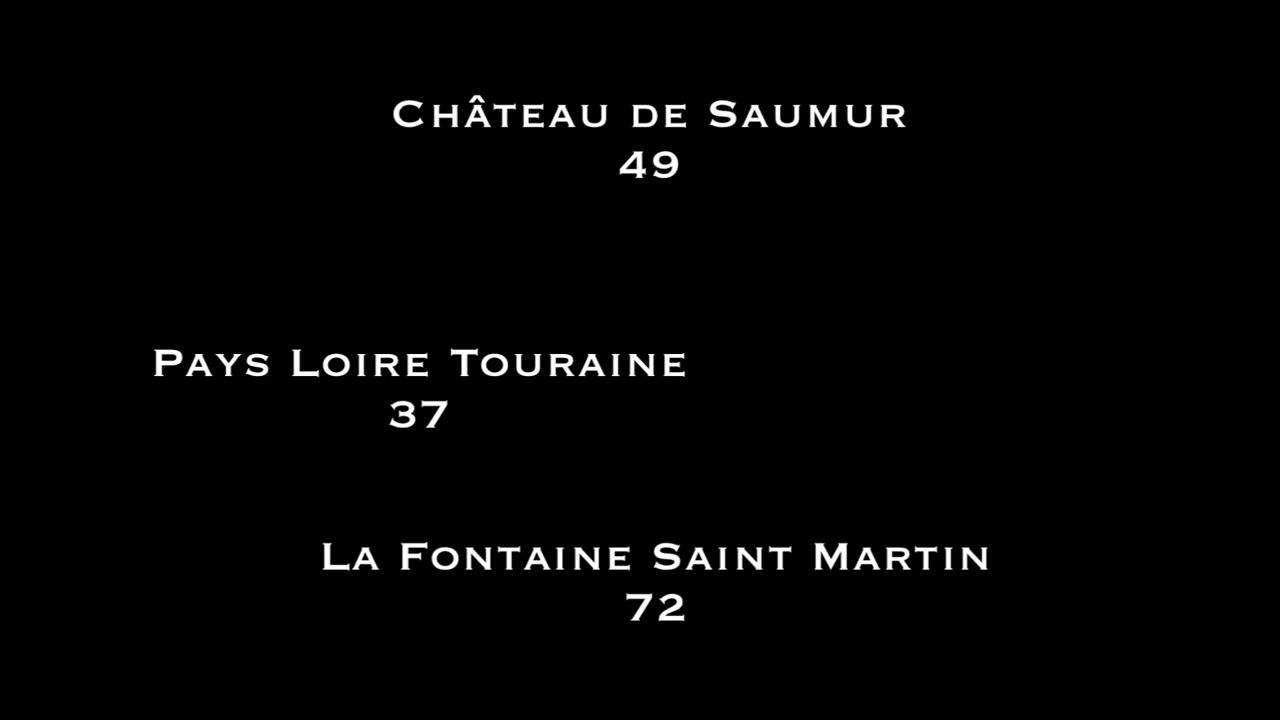 Château de Saumur
49
Pays Loire Touraine
37
La Fontaine Saint Martin
72